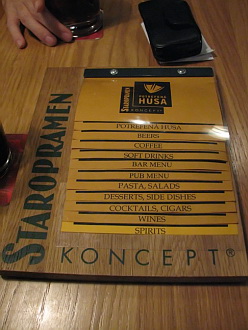 STAROPRAMEN
POTREFENÁ
HUSA
KONCEPT
STAROPRAMEN
POTREFENÁ HUSA
BEERS
COFFEE
SOFT DRINKS
BAR MENU
PUB MENU
PASTA, SALADS
DESSERTS, SIDE DISHES
COCKTAILS, CIGARS
WINES
SPIRITS
KONCEPT®